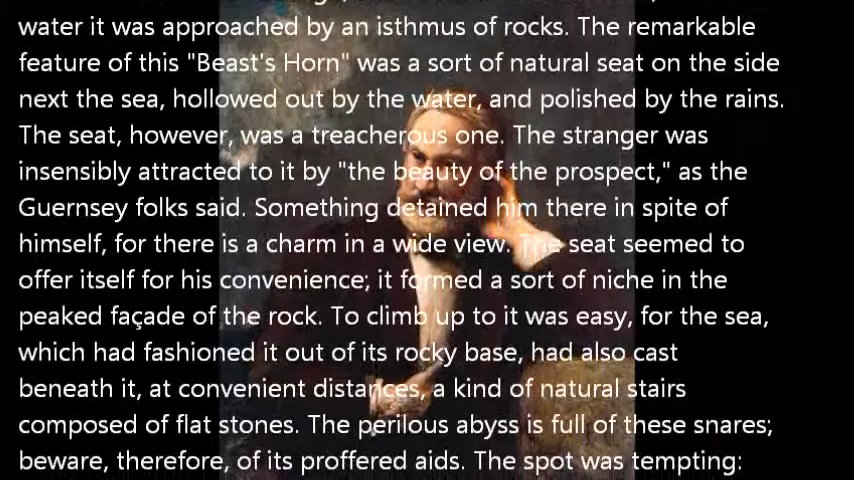 water it was approached by an isthmus of rocks. The remarkable
feature of this "Beast's Horn" was a sort of natural seat on the side
next the sea, hollowed out by the water, and polished by the rains.
The seat, however, was a treacherous one. The stranger was
insensibly attracted to it by "the beauty of the prospect," as the
Guernsey folks said. Something detained him there in spite of
himself, for there is a charm in a wide view. The seat seemed to
offer itself for his convenience; it formed a sort of niche in the
peaked façade of the rock. To climb up to it was easy, for the sea,
which had fashioned it out of its rocky base, had also cast
beneath it, at convenient distances, a kind of natural stairs
composed of flat stones. The perilous abyss is full of these snares;
beware, therefore, of its proffered aids. The spot was tempting: